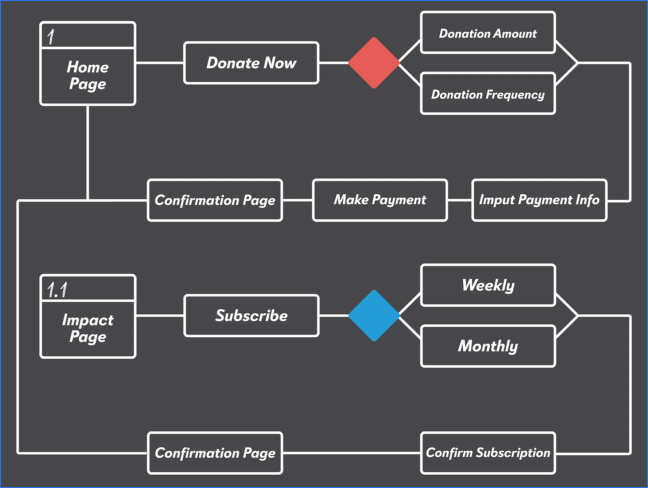 1
Home
Page
Donate Now
Donation Amount
Donation Frequency
Confirmation Page
Make Payment
Imput Payment Info
1.1
Impact
Page
Subscribe
Weekly
Monthly
Confirmation Page
Confirm Subscription